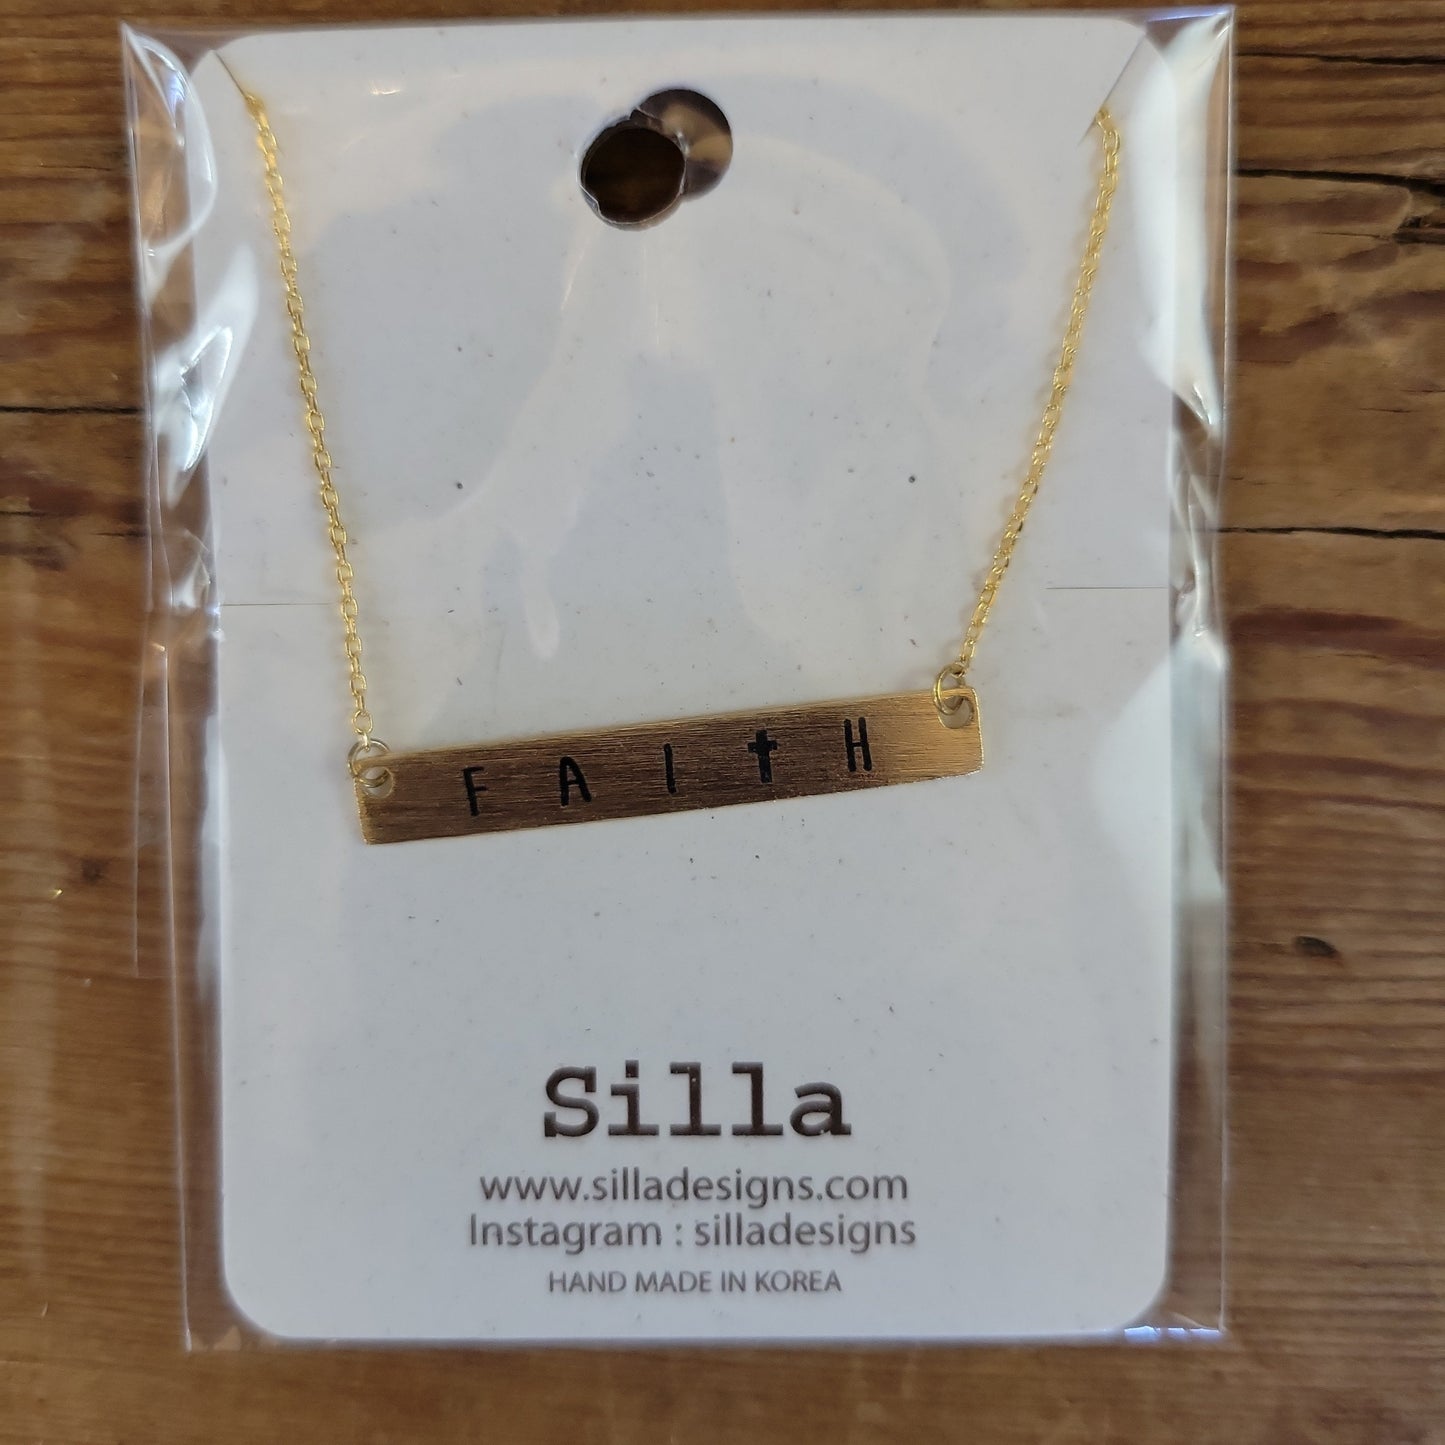 FAItH
Silla
www.silladesigns.com
Instagram : silladesigns
HAND MADE IN KOREA